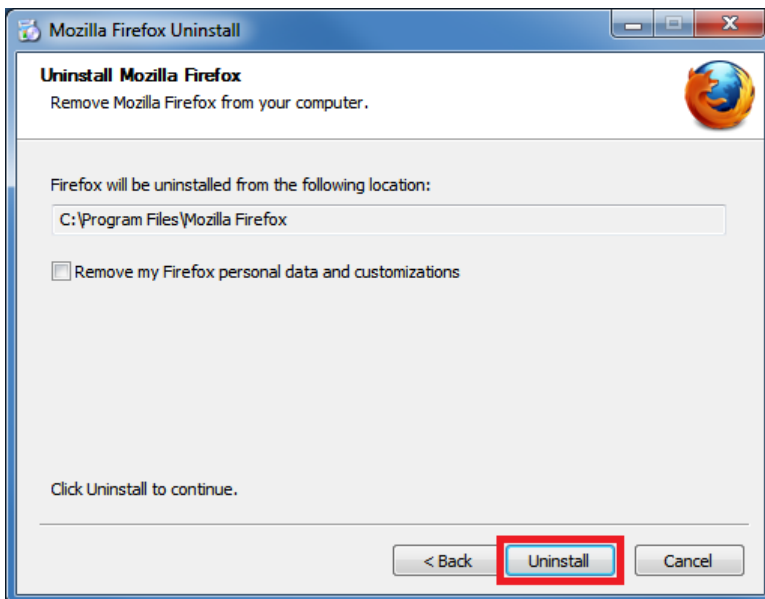 Mozilla Firefox Uninstall
Uninstall Mozilla Firefox
Remove Mozilla Firefox from your computer.
Firefox will be uninstalled from the following location:
C:\Program Files\Mozilla Firefox
Remove my Firefox personal data and customizations
Click Uninstall to continue.
< Back Uninstall Cancel